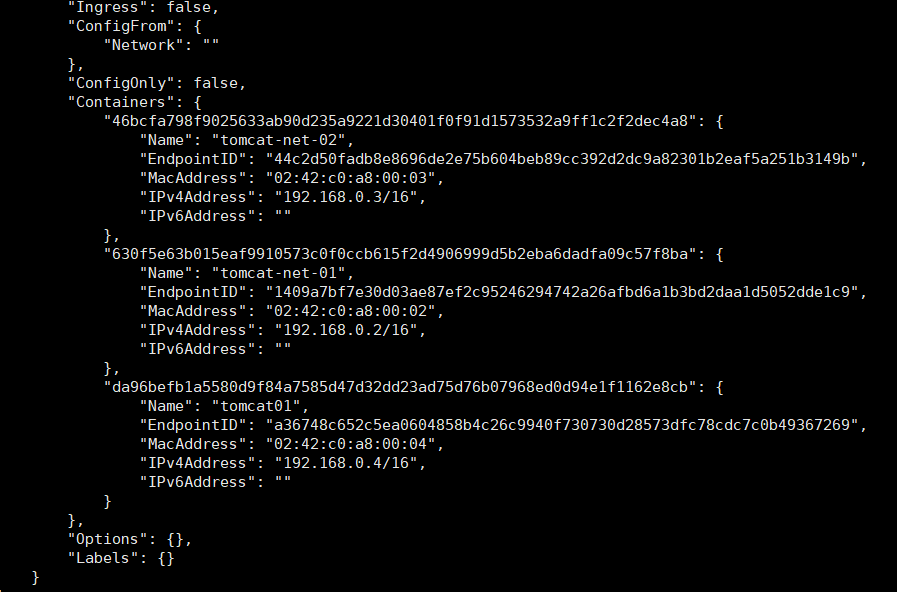 "Ingress": false,
"ConfigFrom": {
"Network": ""
},
"ConfigOnly": false,
"Containers": {
"46bcfa798f9025633ab90d235a9221d30401f0f91d1573532a9ff1c2f2dec4a8": {
"Name": "tomcat-net-02",
"EndpointID": "44c2d50fadb8e8696de2e75b604beb89cc392d2dc9a82301b2eaf5a251b3149b",
"MacAddress": "02:42:c0:a8:00:03",
"IPv4Address": "192.168.0.3/16",
"IPv6Address": ""
},
"630f5e63b015eaf9910573c0f0ccb615f2d4906999d5b2eba6dadfa09c57f8ba": {
"Name": "tomcat-net-01",
"EndpointID": "1409a7bf7e30d03ae87ef2c95246294742a26afbd6a1b3bd2daa1d5052dde1c9",
"MacAddress": "02:42:c0:a8:00:02",
"IPv4Address": "192.168.0.2/16",
"IPv6Address": ""
},
"da96befb1a5580d9f84a7585d47d32dd23ad75d76b07968ed0d94e1f1162e8cb": {
"Name": "tomcat01",
"EndpointID": "a36748c652c5ea0604858b4c26c9940f730730d28573dfc78cdc7c0b49367269",
"MacAddress": "02:42:c0:a8:00:04",
"IPv4Address": "192.168.0.4/16",
"IPv6Address": ""
}
},
"Options": {},
"Labels": {}
}